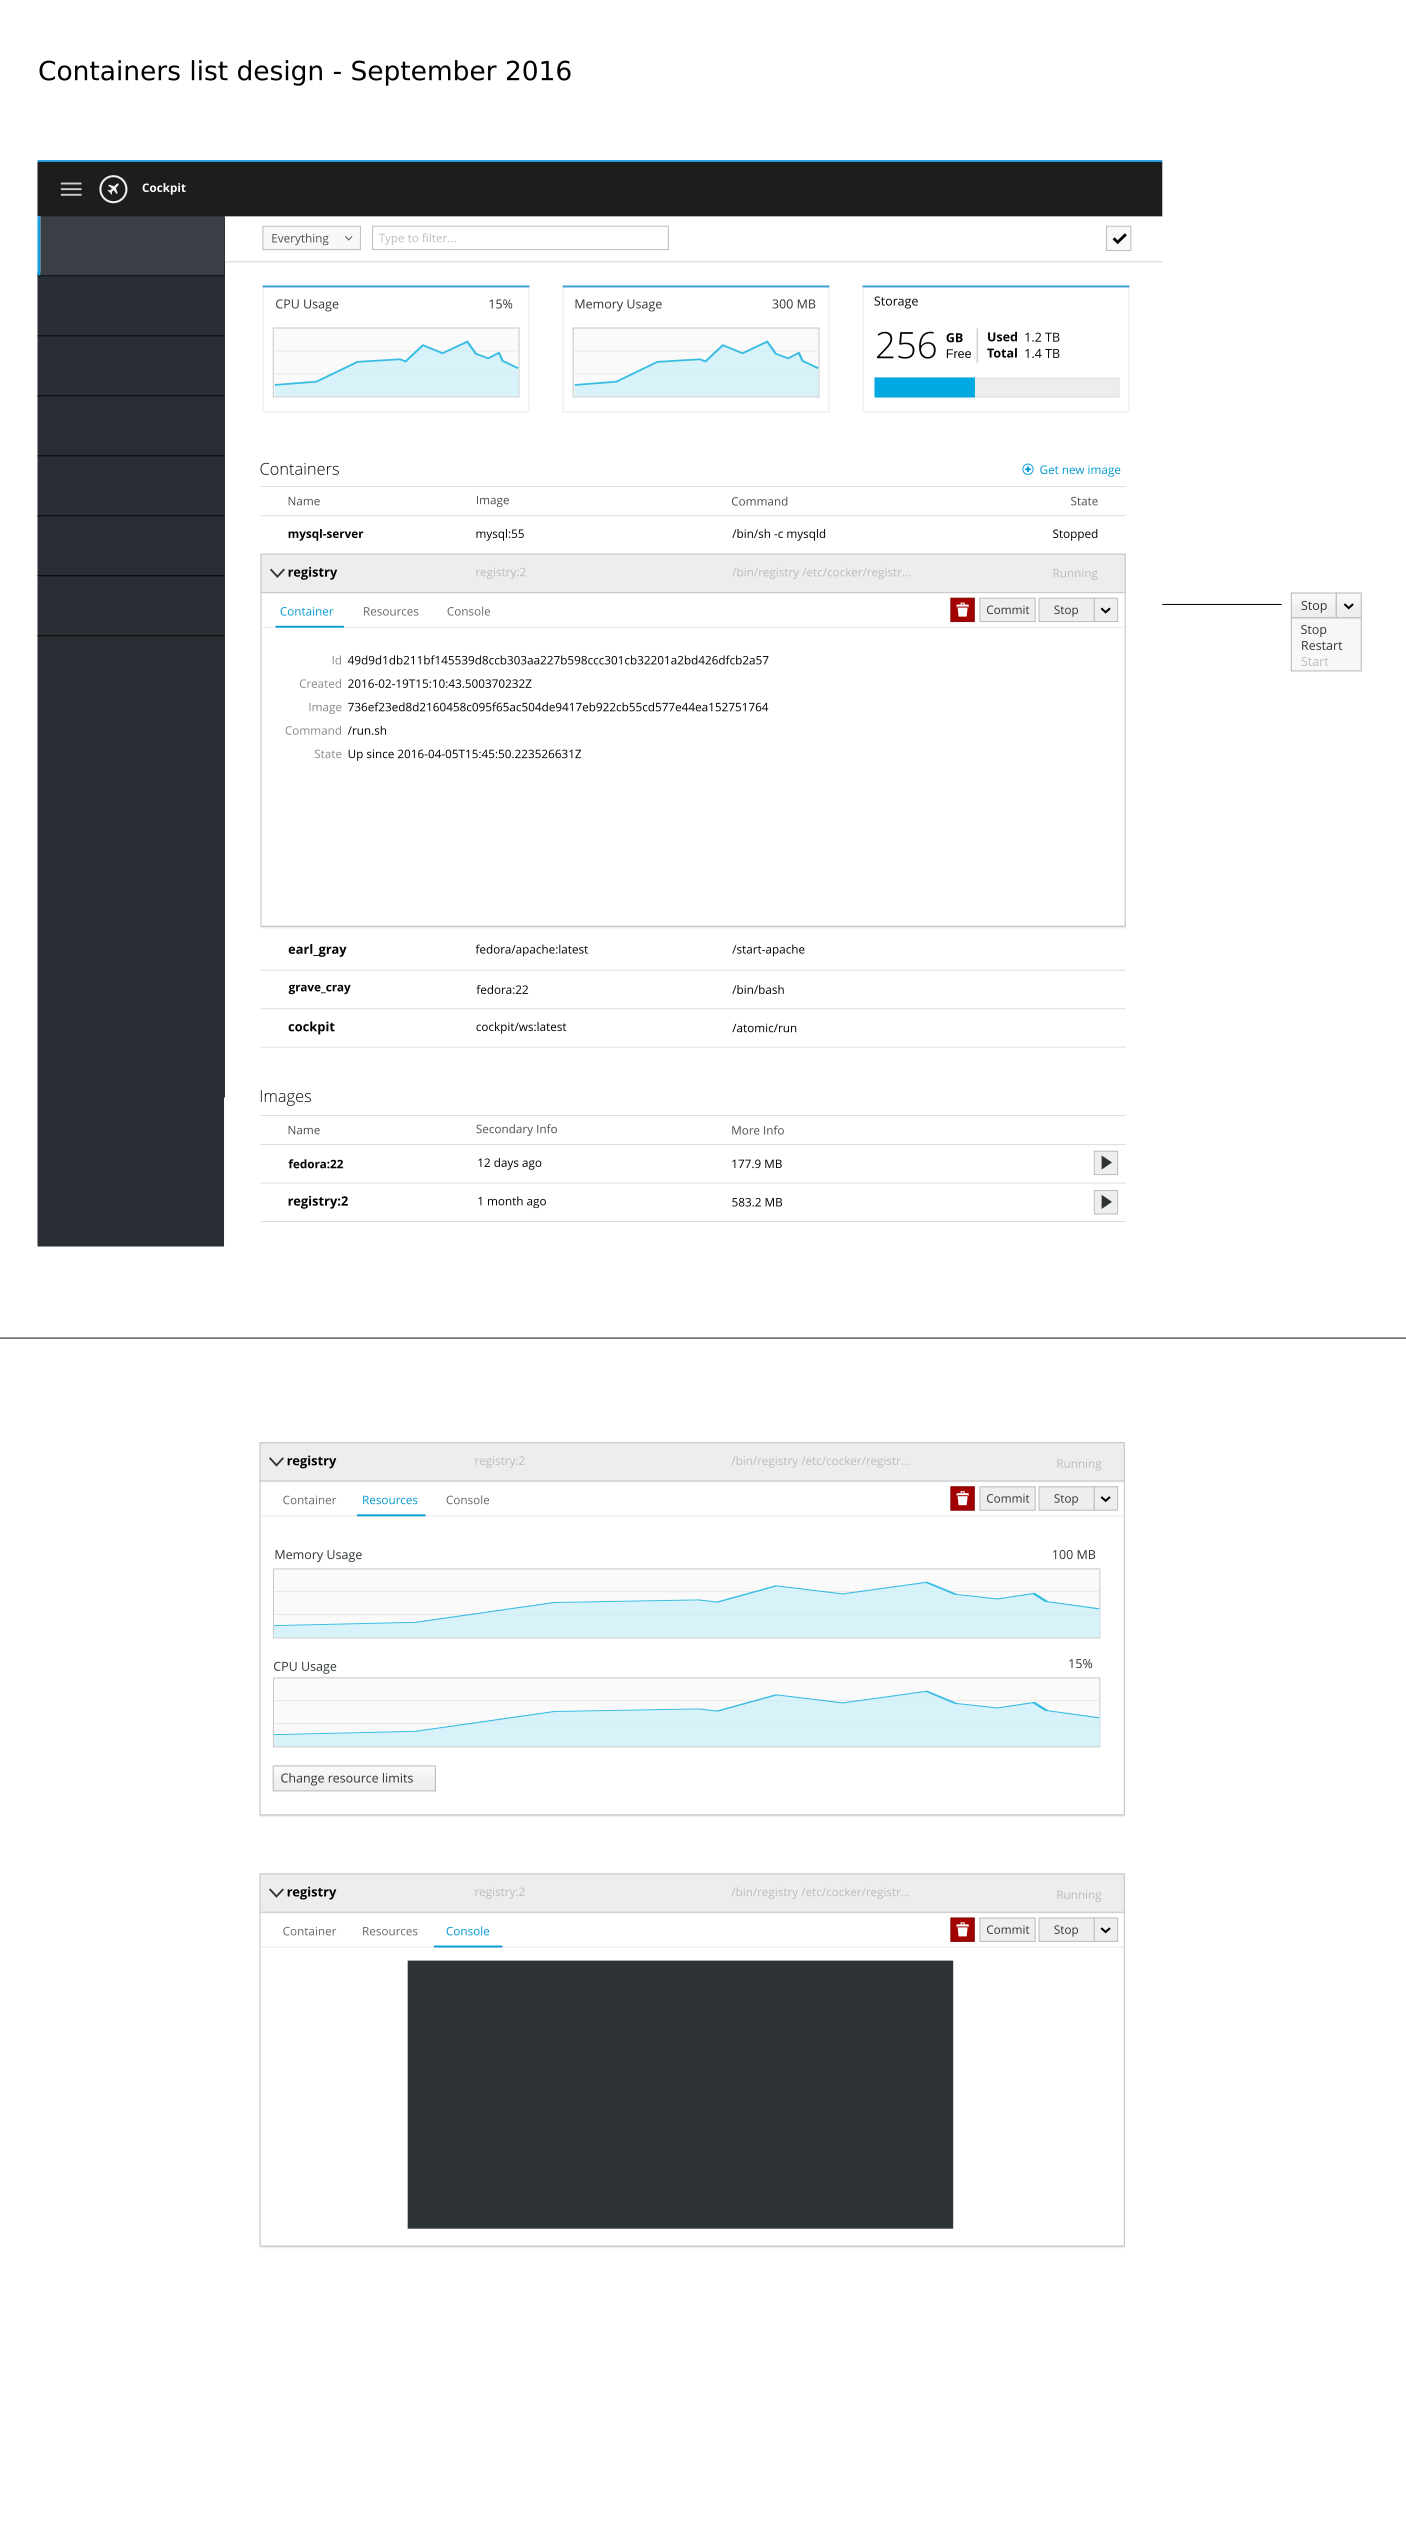 Containers list design - September 2016
Cockpit
Everything
Type to filter...
CPU Usage 15%
Memory Usage 300 MB
Storage
256 GB Free
Used 1.2 TB
Total 1.4 TB
Containers Get new image
Name Image Command State
mysql-server mysql:55 /bin/sh -c mysqld Stopped
registry registry:2 /bin/registry /etc/cocker/registr... Running
Container Resources Console Commit Stop
Stop
Stop
Restart
Start
Id 49d9d1db211bf145539d8ccb303aa227b598ccc301cb32201a2bd426dfcb2a57
Created 2016-02-19T15:10:43.500370232Z
Image 736ef23ed8d2160458c095f65ac504de9417eb922cb55cd577e44ea152751764
Command /run.sh
State Up since 2016-04-05T15:45:50.223526631Z
earl_gray fedora/apache:latest /start-apache
grave_cray fedora:22 /bin/bash
cockpit cockpit/ws:latest /atomic/run
Images
Name Secondary Info More Info
fedora:22 12 days ago 177.9 MB
registry:2 1 month ago 583.2 MB
registry registry:2 /bin/registry /etc/cocker/registr... Running
Container Resources Console Commit Stop
Memory Usage 100 MB
CPU Usage 15%
Change resource limits
registry registry:2 /bin/registry /etc/cocker/registr... Running
Container Resources Console Commit Stop